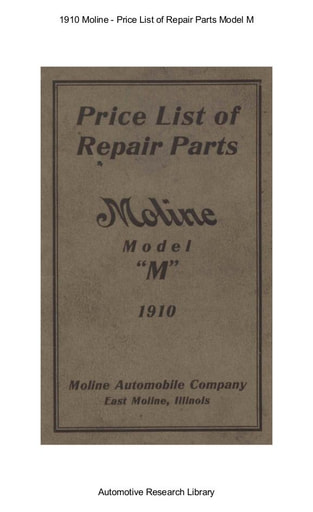 1910 Moline - Price List of Repair Parts Model M
Price List of
Repair Parts
Moline
Model
"M"
1910
Moline Automobile Company
East Moline, Illinois
Automotive Research Library